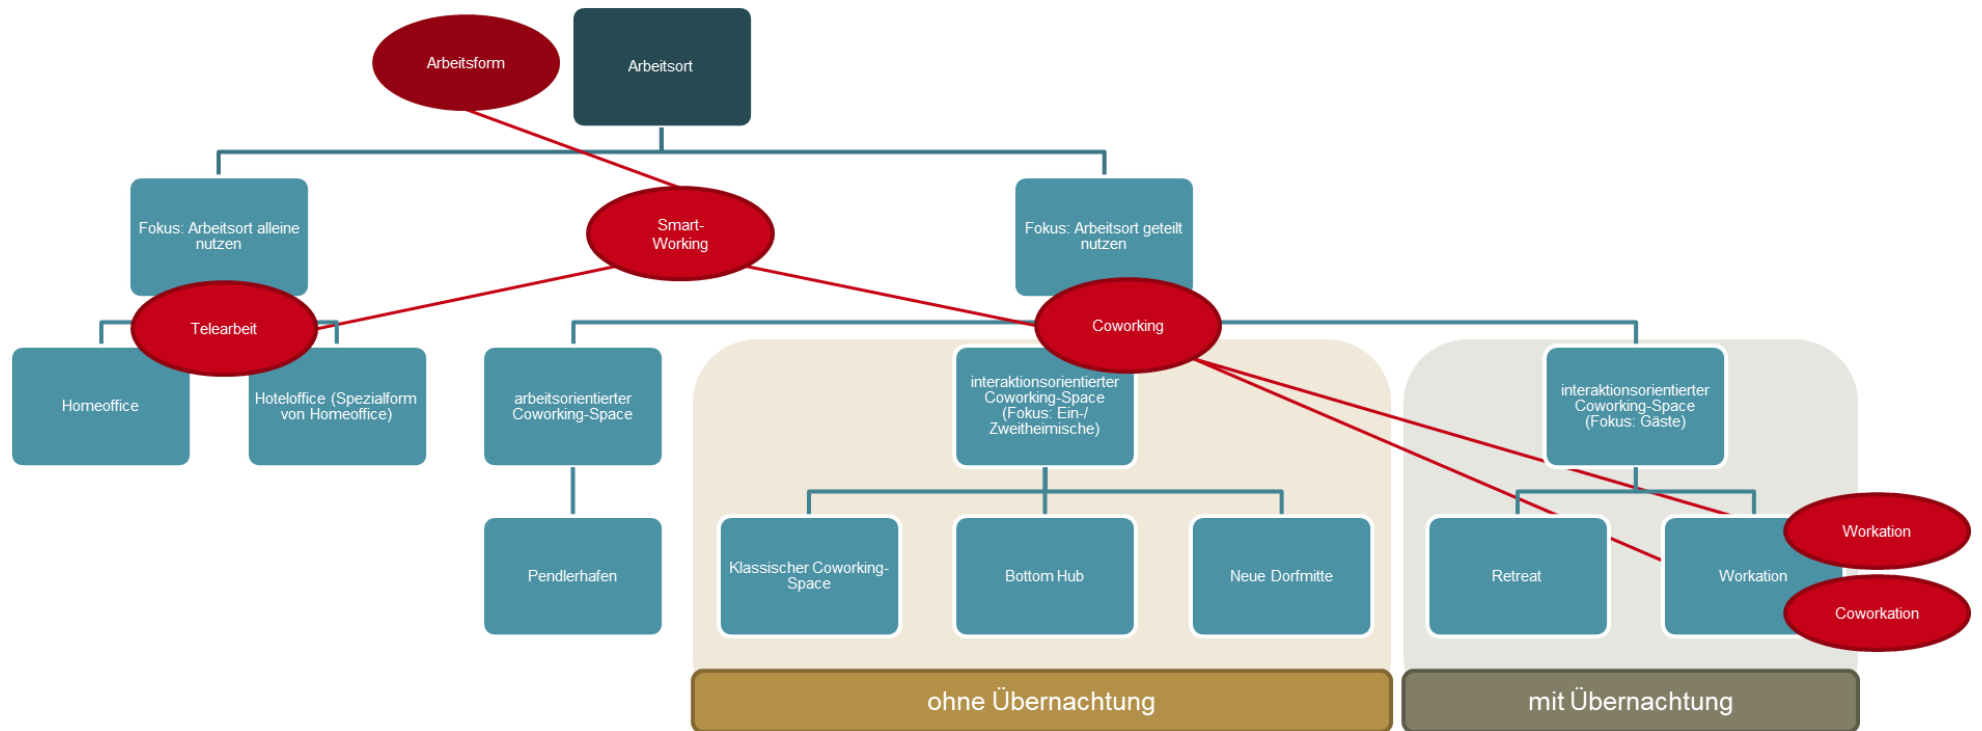 Arbeitsform
Arbeitsort
Fokus: Arbeitsort alleine
nutzen
Smart-
Working
Fokus: Arbeitsort geteilt
nutzen
Telearbeit
Coworking
Homeoffice
Hoteloffice (Spezialform
von Homeoffice)
arbeitsorientierter
Coworking-Space
interaktionsorientierter
Coworking-Space
(Fokus: Ein-/
Zweitheimische)
interaktionsorientierter
Coworking-Space
(Fokus: Gäste)
Pendlerhafen
Klassischer Coworking-
Space
Bottom Hub
Neue Dorfmitte
Retreat
Workation
Workation
Coworkation
ohne Übernachtung
mit Übernachtung